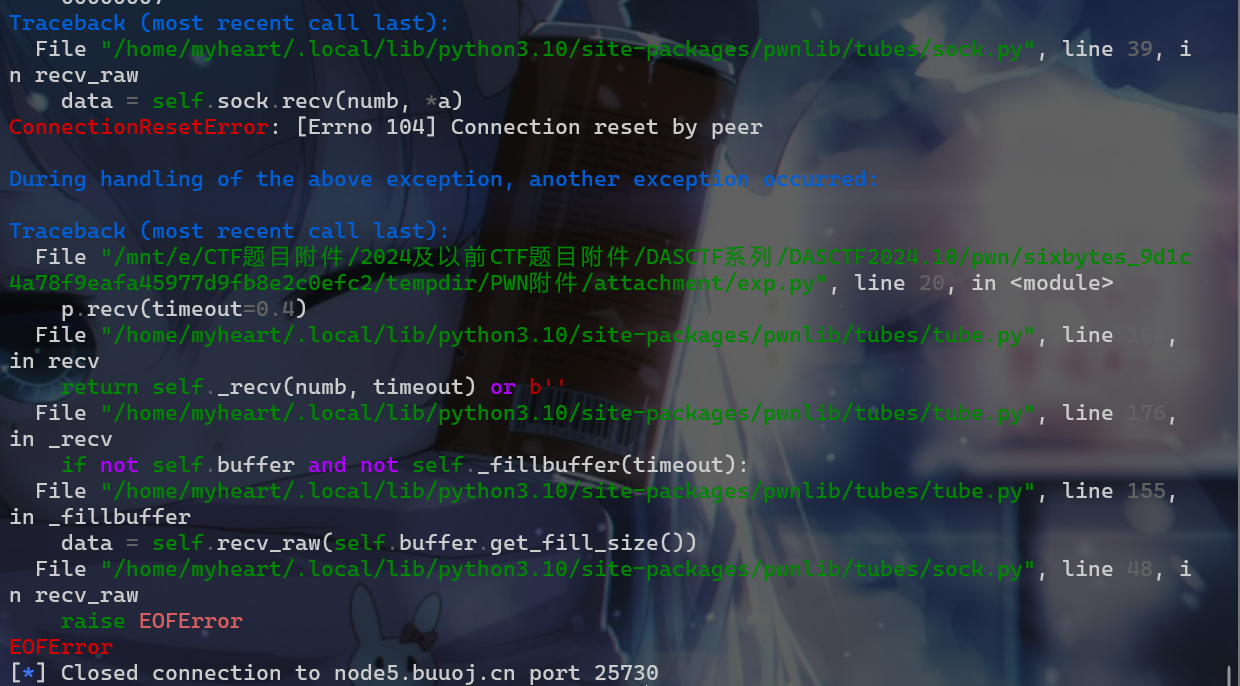 Traceback (most recent call last):
  File "/home/myheart/.local/lib/python3.10/site-packages/pwnlib/tubes/sock.py", line 39, i
n recv_raw
    data = self.sock.recv(numb, *a)
ConnectionResetError: [Errno 104] Connection reset by peer

During handling of the above exception, another exception occurred:

Traceback (most recent call last):
  File "/mnt/e/CTF题目附件/2024及以前CTF题目附件/DASCTF系列/DASCTF2024.10/pwn/sixbytes_9d1c
4a78f9eafa45977d9fb8e2c0efc2/tempdir/PWN附件/attachment/exp.py", line 20, in <module>
    p.recv(timeout=0.4)
  File "/home/myheart/.local/lib/python3.10/site-packages/pwnlib/tubes/tube.py", line
in recv
    return self._recv(numb, timeout) or b''
  File "/home/myheart/.local/lib/python3.10/site-packages/pwnlib/tubes/tube.py", line 176,
in _recv
    if not self.buffer and not self._fillbuffer(timeout):
  File "/home/myheart/.local/lib/python3.10/site-packages/pwnlib/tubes/tube.py", line 155,
in _fillbuffer
    data = self.recv_raw(self.buffer.get_fill_size())
  File "/home/myheart/.local/lib/python3.10/site-packages/pwnlib/tubes/sock.py", line 48, i
n recv_raw
    raise EOFError
EOFError
[*] Closed connection to node5.buuoj.cn port 25730